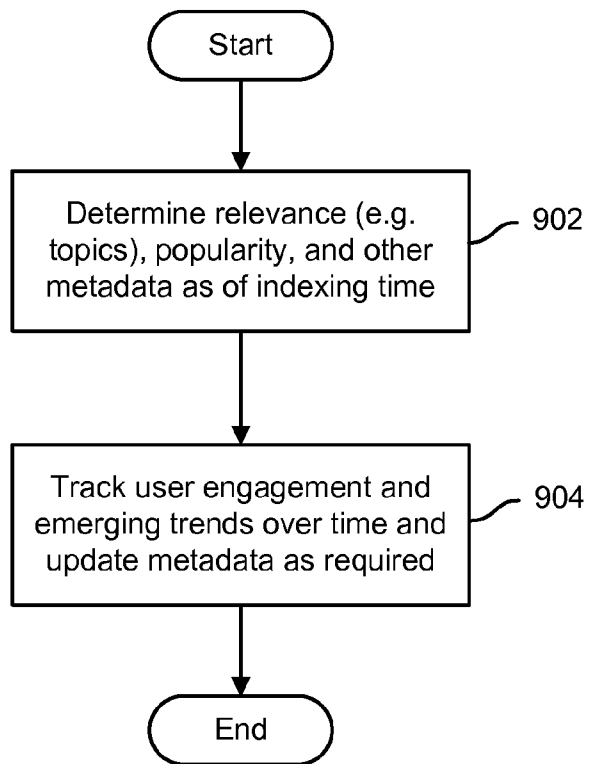 Start
Determine relevance (e.g.
topics), popularity, and other
metadata as of indexing time
902
Track user engagement and
emerging trends over time and
update metadata as required
904
End